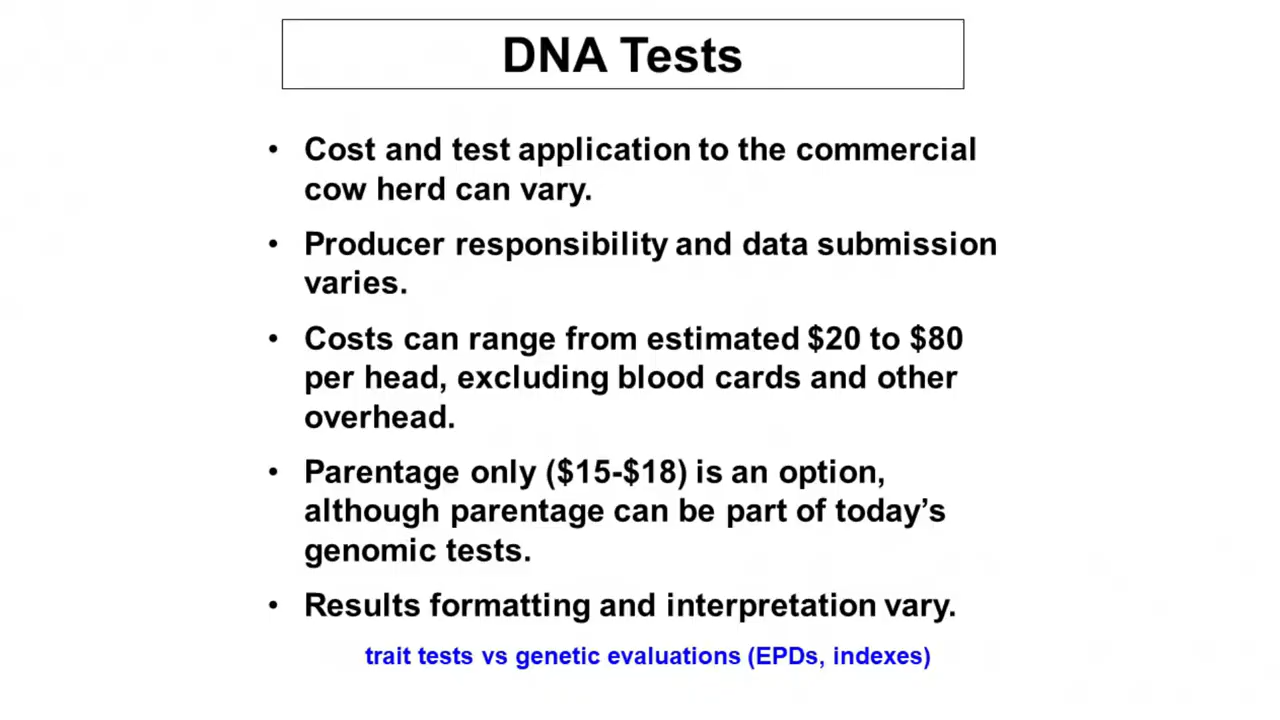 DNA Tests
• Cost and test application to the commercial
cow herd can vary.
• Producer responsibility and data submission
varies.
• Costs can range from estimated $20 to $80
per head, excluding blood cards and other
overhead.
• Parentage only ($15-$18) is an option,
although parentage can be part of today’s
genomic tests.
• Results formatting and interpretation vary.
trait tests vs genetic evaluations (EPDs, indexes)